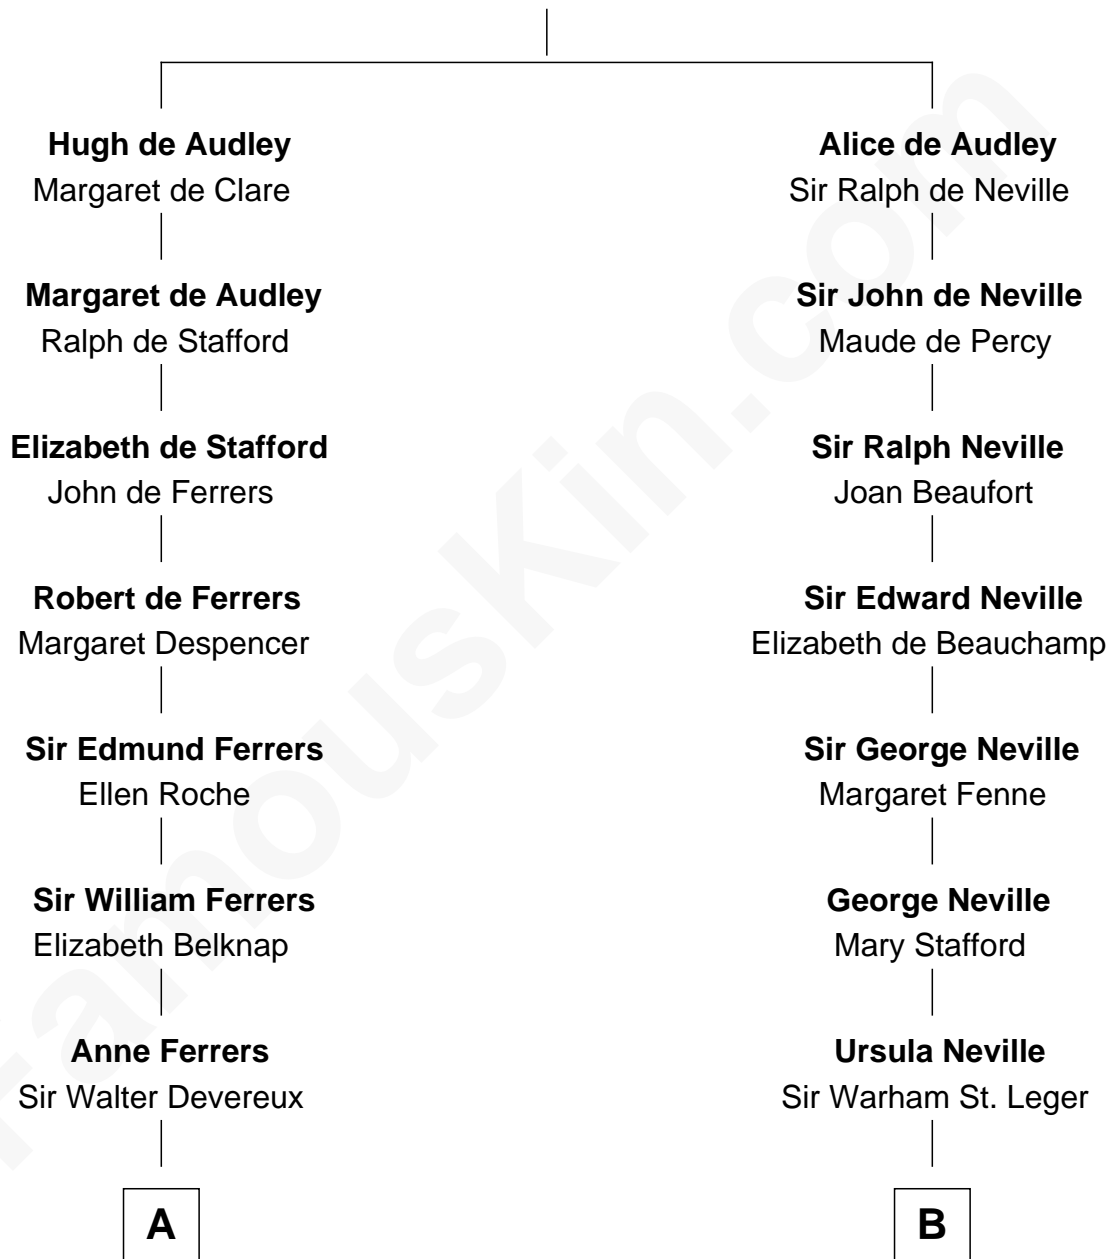 Hugh de Audley
Margaret de Clare
Margaret de Audley
Ralph de Stafford
Elizabeth de Stafford
John de Ferrers
Robert de Ferrers
Margaret Despencer
Sir Edmund Ferrers
Ellen Roche
Sir William Ferrers
Elizabeth Belknap
Anne Ferrers
Sir Walter Devereux
A
Alice de Audley
Sir Ralph de Neville
Sir John de Neville
Maude de Percy
Sir Ralph Neville
Joan Beaufort
Sir Edward Neville
Elizabeth de Beauchamp
Sir George Neville
Margaret Fenne
George Neville
Mary Stafford
Ursula Neville
Sir Warham St. Leger
B
FamousKin.com